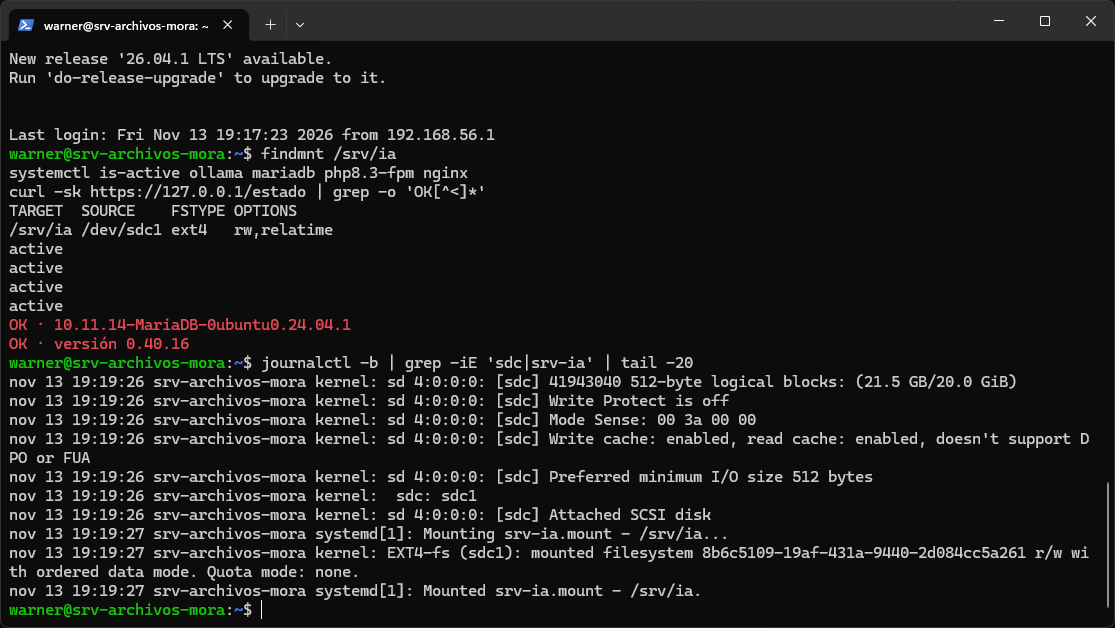 warner@srv-archivos-mora: ~
New release '26.04.1 LTS' available.
Run 'do-release-upgrade' to upgrade to it.
Last login: Fri Nov 13 19:17:23 2026 from 192.168.56.1
warner@srv-archivos-mora:~$ findmnt /srv/ia
systemctl is-active ollama mariadb php8.3-fpm nginx
curl -sk https://127.0.0.1/estado | grep -o 'OK[^<]*'
TARGET  SOURCE    FSTYPE OPTIONS
/srv/ia /dev/sdc1 ext4   rw,relatime
active
active
active
active
OK · 10.11.14-MariaDB-0ubuntu0.24.04.1
OK · versión 0.40.16
warner@srv-archivos-mora:~$ journalctl -b | grep -iE 'sdc|srv-ia' | tail -20
nov 13 19:19:26 srv-archivos-mora kernel: sd 4:0:0:0: [sdc] 41943040 512-byte logical blocks: (21.5 GB/20.0 GiB)
nov 13 19:19:26 srv-archivos-mora kernel: sd 4:0:0:0: [sdc] Write Protect is off
nov 13 19:19:26 srv-archivos-mora kernel: sd 4:0:0:0: [sdc] Mode Sense: 00 3a 00 00
nov 13 19:19:26 srv-archivos-mora kernel: sd 4:0:0:0: [sdc] Write cache: enabled, read cache: enabled, doesn't support D
PO or FUA
nov 13 19:19:26 srv-archivos-mora kernel: sd 4:0:0:0: [sdc] Preferred minimum I/O size 512 bytes
nov 13 19:19:26 srv-archivos-mora kernel:  sdc: sdc1
nov 13 19:19:26 srv-archivos-mora kernel: sd 4:0:0:0: [sdc] Attached SCSI disk
nov 13 19:19:27 srv-archivos-mora systemd[1]: Mounting srv-ia.mount - /srv/ia...
nov 13 19:19:27 srv-archivos-mora kernel: EXT4-fs (sdc1): mounted filesystem 8b6c5109-19af-431a-9440-2d084cc5a261 r/w wi
th ordered data mode. Quota mode: none.
nov 13 19:19:27 srv-archivos-mora systemd[1]: Mounted srv-ia.mount - /srv/ia.
warner@srv-archivos-mora:~$